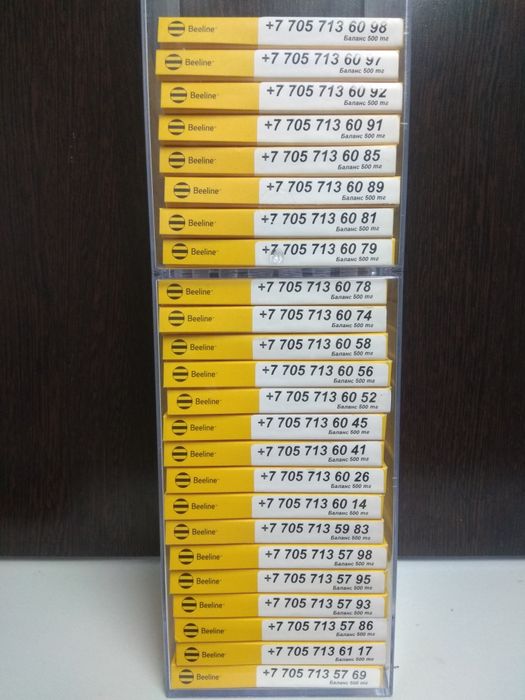 Beeline +7 705 713 60 98
Баланс 500 тг
Beeline +7 705 713 60 97
Баланс 500 тг
Beeline +7 705 713 60 92
Баланс 500 тг
Beeline +7 705 713 60 91
Баланс 500 тг
Beeline +7 705 713 60 85
Баланс 500 тг
Beeline +7 705 713 60 89
Баланс 500 тг
Beeline +7 705 713 60 81
Баланс 500 тг
Beeline +7 705 713 60 79
Баланс 500 тг
Beeline +7 705 713 60 78
Баланс 500 тг
Beeline +7 705 713 60 74
Баланс 500 тг
Beeline +7 705 713 60 58
Баланс 500 тг
Beeline +7 705 713 60 56
Баланс 500 тг
Beeline +7 705 713 60 52
Баланс 500 тг
Beeline +7 705 713 60 45
Баланс 500 тг
Beeline +7 705 713 60 41
Баланс 500 тг
Beeline +7 705 713 60 26
Баланс 500 тг
Beeline +7 705 713 60 14
Баланс 500 тг
Beeline +7 705 713 59 83
Баланс 500 тг
Beeline +7 705 713 57 98
Баланс 500 тг
Beeline +7 705 713 57 95
Баланс 500 тг
Beeline +7 705 713 57 93
Баланс 500 тг
Beeline +7 705 713 57 86
Баланс 500 тг
Beeline +7 705 713 61 17
Баланс 500 тг
Beeline +7 705 713 57 69
Баланс 500 тг